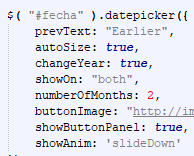 $( "#fecha" ).datepicker({
prevText: "Earlier",
autoSize: true,
changeYear: true,
showOn: "both",
numberOfMonths: 2,
buttonImage: "http://im
showButtonPanel: true,
showAnim: 'slideDown'